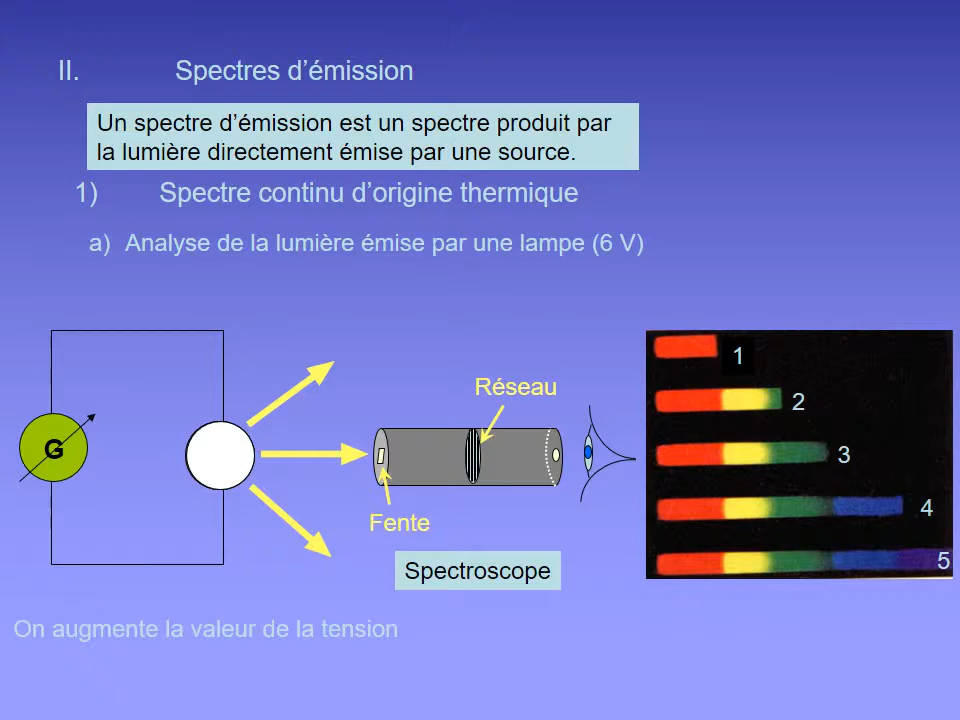 II. Spectres d’émission
Un spectre d’émission est un spectre produit par
la lumière directement émise par une source.
1) Spectre continu d’origine thermique
a) Analyse de la lumière émise par une lampe (6 V)
G
Réseau
Fente
Spectroscope
1
2
3
4
5
On augmente la valeur de la tension